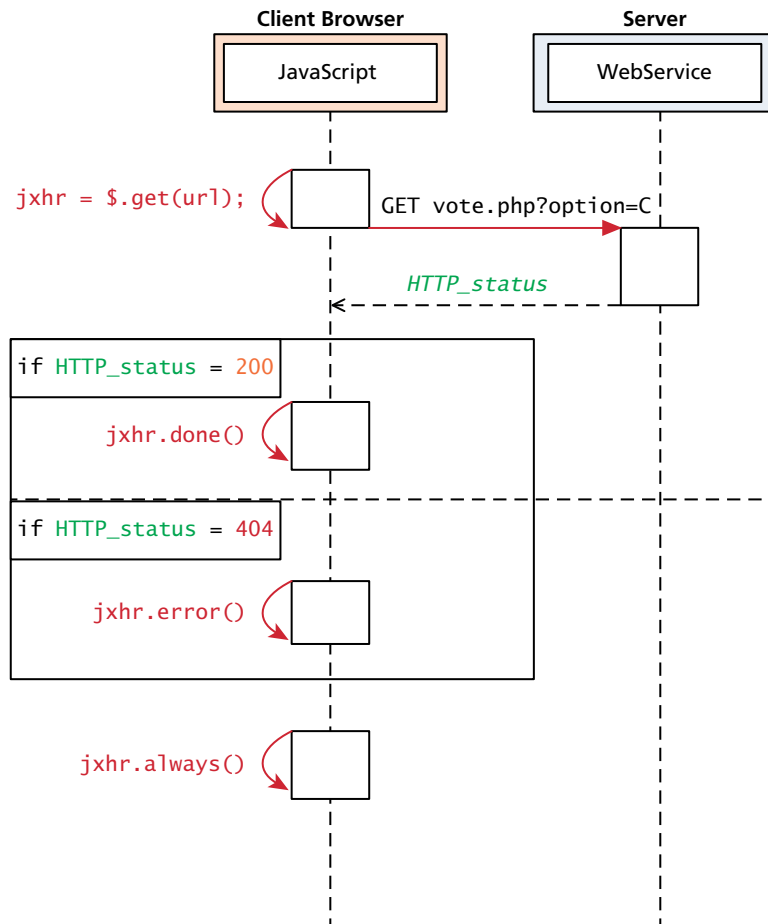 Client Browser
Server
JavaScript
WebService
jxhr = $.get(url);
GET vote.php?option=C
HTTP_status
if HTTP_status = 200
jxhr.done()
if HTTP_status = 404
jxhr.error()
jxhr.always()